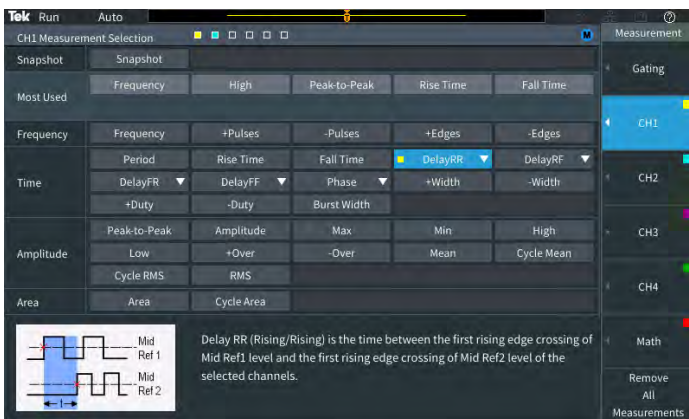 Tek Run Auto
CH1 Measurement Selection M Measurement
Snapshot Snapshot
Gating
Most Used Frequency High Peak-to-Peak Rise Time Fall Time
CH1
Frequency Frequency +Pulses -Pulses +Edges -Edges
Time Period Rise Time Fall Time DelayRR DelayRF
DelayFR DelayFF Phase +Width -Width
+Duty -Duty Burst Width
CH2
Amplitude Peak-to-Peak Amplitude Max Min High
Low +Over -Over Mean Cycle Mean
Cycle RMS RMS
CH3
Area Area Cycle Area
CH4
Mid
Ref 1
Mid
Ref 2
t
Delay RR (Rising/Rising) is the time between the first rising edge crossing of
Mid Ref1 level and the first rising edge crossing of Mid Ref2 level of the
selected channels.
Math
Remove
All
Measurements